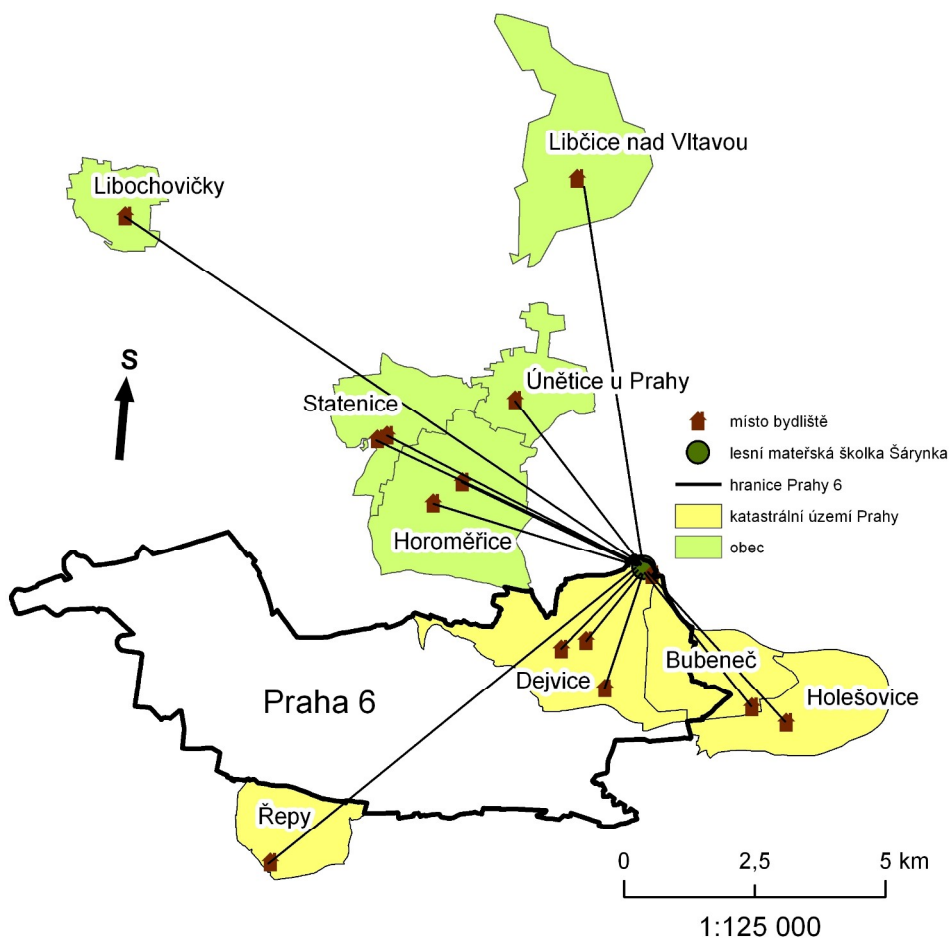 Libčice nad Vltavou
Libochovičky
S
Únětice u Prahy
Statenice
místo bydliště
lesní mateřská školka Šárynka
hranice Prahy 6
katastrální území Prahy
obec
Horoměřice
Bubeneč
Dejvice
Holešovice
Praha 6
Řepy
0 2,5 5 km
1:125 000